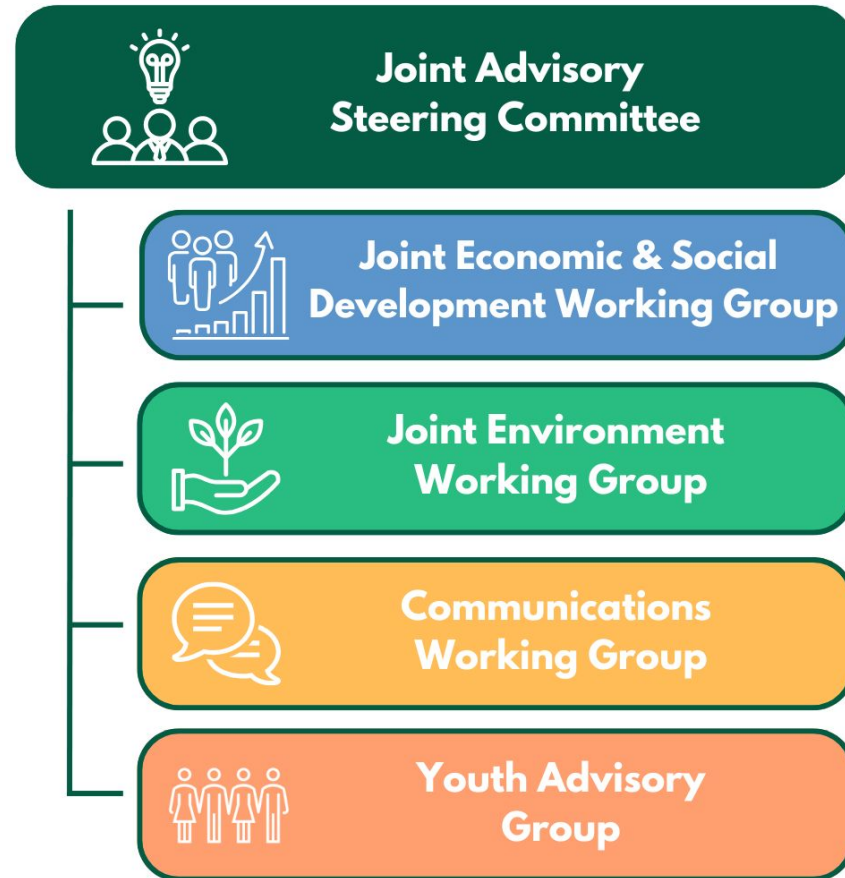 Joint Advisory
Steering Committee
Joint Economic & Social
Development Working Group
Joint Environment
Working Group
Communications
Working Group
Youth Advisory
Group